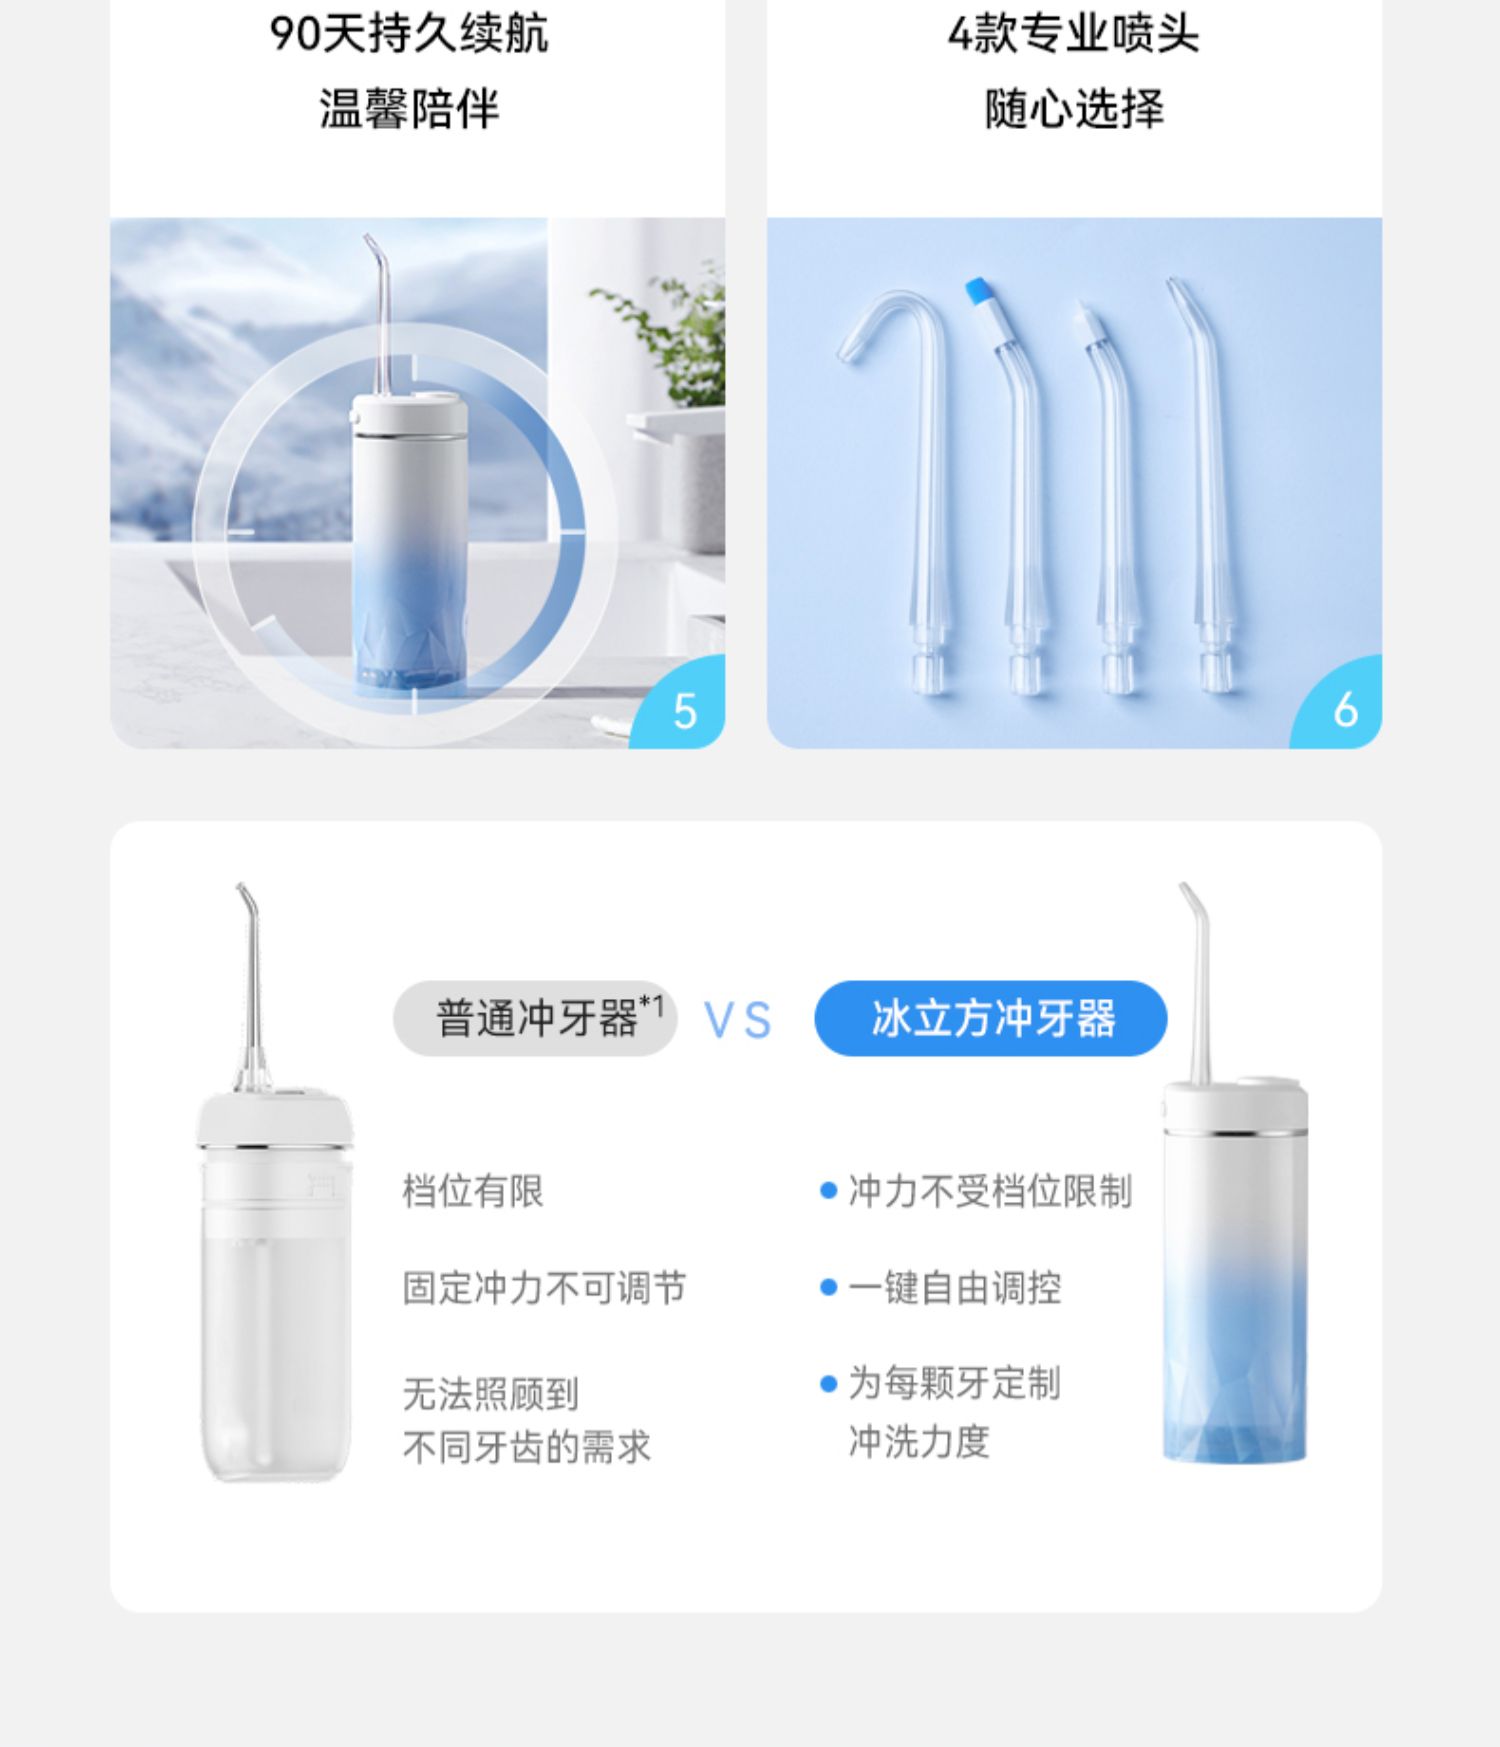 90天持久续航
温馨陪伴
4款专业喷头
随心选择
5
6
普通冲牙器*1
VS
冰立方冲牙器
档位有限
固定冲力不可调节
无法照顾到
不同牙齿的需求
冲力不受档位限制
一键自由调控
为每颗牙定制
冲洗力度